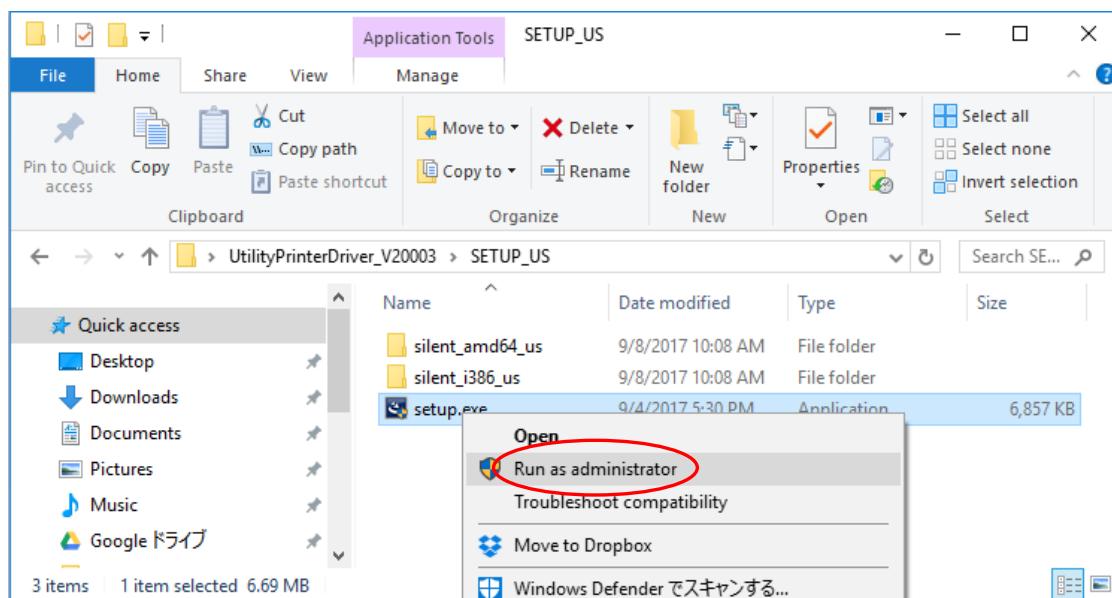 Application Tools SETUP_US
File Home Share View Manage
Pin to Quick access
Copy
Paste
Cut
Copy path
Paste shortcut
Clipboard
Move to
Copy to
Delete
Rename
Organize
New folder
New
Properties
Open
Select all
Select none
Invert selection
Select
UtilityPrinterDriver_V20003 > SETUP_US
Search SE...
Quick access
Desktop
Downloads
Documents
Pictures
Music
Google ドライブ
Name Date modified Type Size
silent_amd64_us 9/8/2017 10:08 AM File folder
silent_i386_us 9/8/2017 10:08 AM File folder
setup.exe 9/4/2017 5:30 PM Application 6,857 KB
Open
Run as administrator
Troubleshoot compatibility
Move to Dropbox
Windows Defender でスキャンする...
3 items 1 item selected 6.69 MB